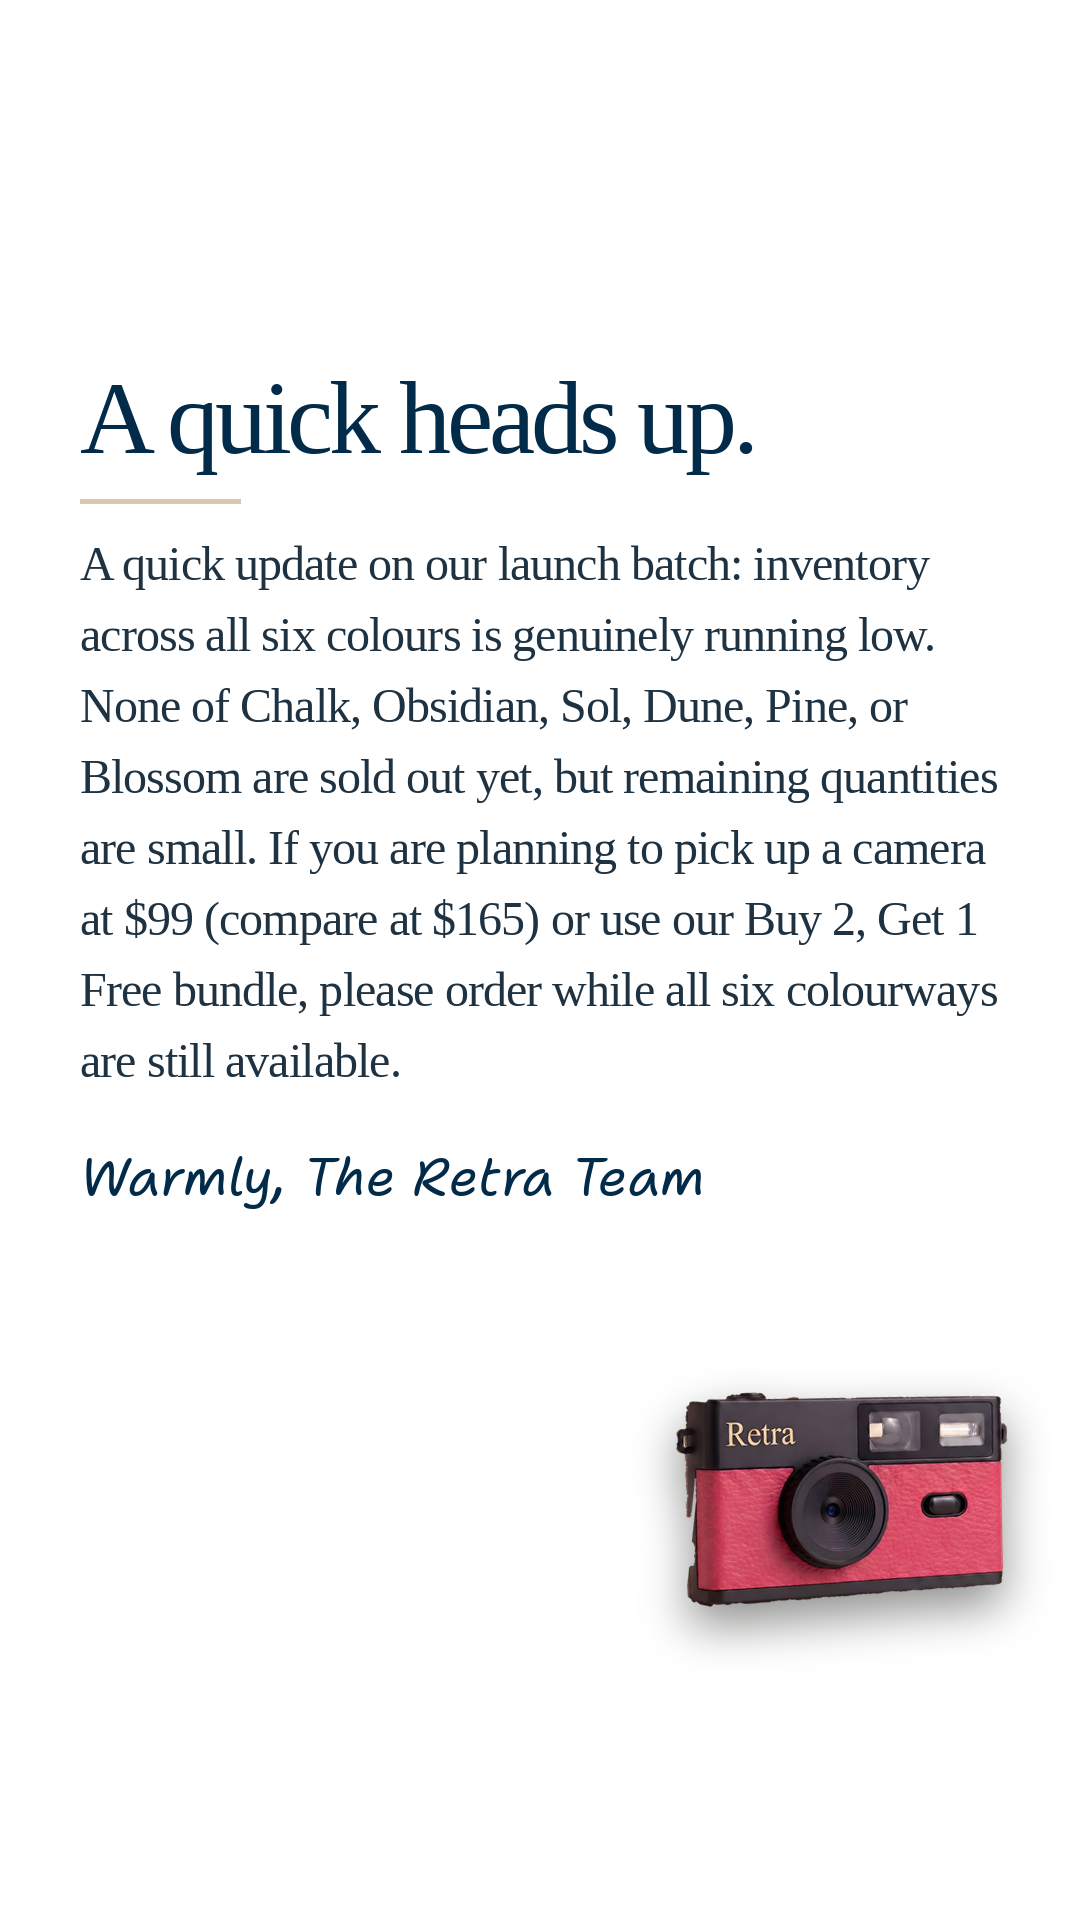 A quick heads up.
A quick update on our launch batch: inventory
across all six colours is genuinely running low.
None of Chalk, Obsidian, Sol, Dune, Pine, or
Blossom are sold out yet, but remaining quantities
are small. If you are planning to pick up a camera
at $99 (compare at $165) or use our Buy 2, Get 1
Free bundle, please order while all six colourways
are still available.
Warmly, The Retra Team
Retra